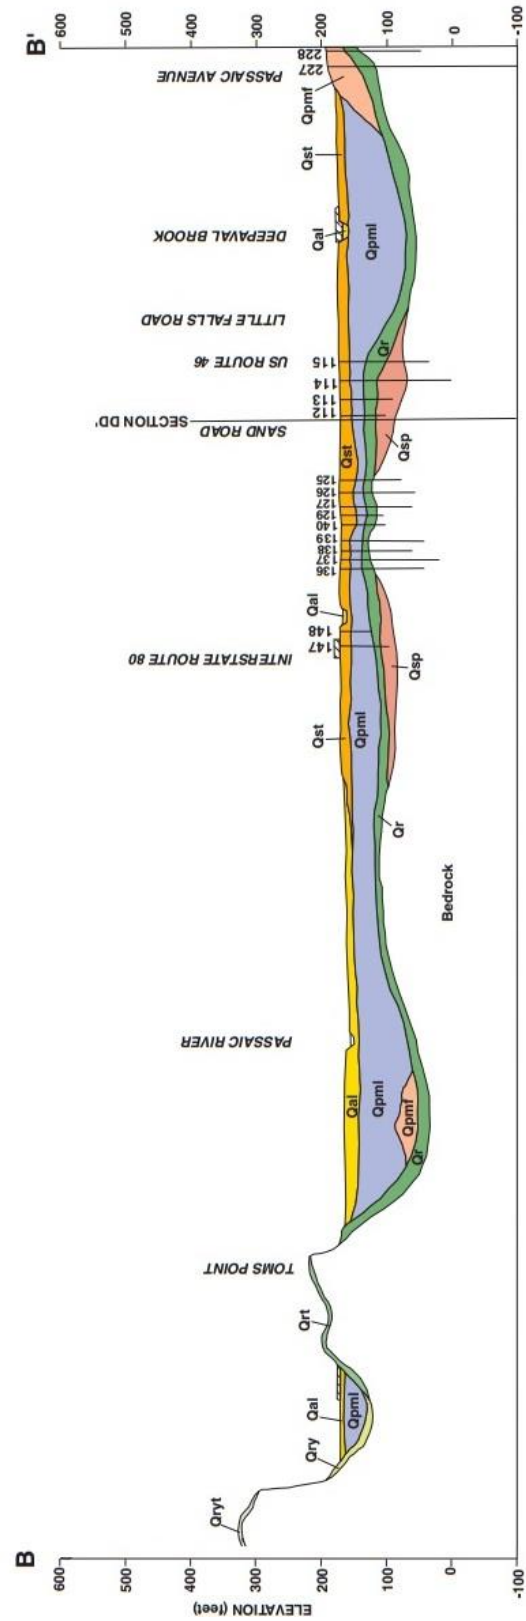 B
B'
ELEVATION (feet)
600
500
400
300
200
100
0
-100
600
500
400
300
200
100
0
-100
TOMS POINT
PASSAIC RIVER
INTERSTATE ROUTE 80
SAND ROAD
SECTION DD'
US ROUTE 46
LITTLE FALLS ROAD
DEEPAVAL BROOK
PASSAIC AVENUE
Qryt
Qry
Qal
Qpml
Qrt
Qal
Qpml
Qpmf
Qr
Qst
Qpml
Qr
Bedrock
Qal
147
148
Qsp
136
137
138
139
140
129
127
126
125
Qst
112
113
114
115
Qsp
Qr
Qal
Qpml
Qst
Qpmf
227
228